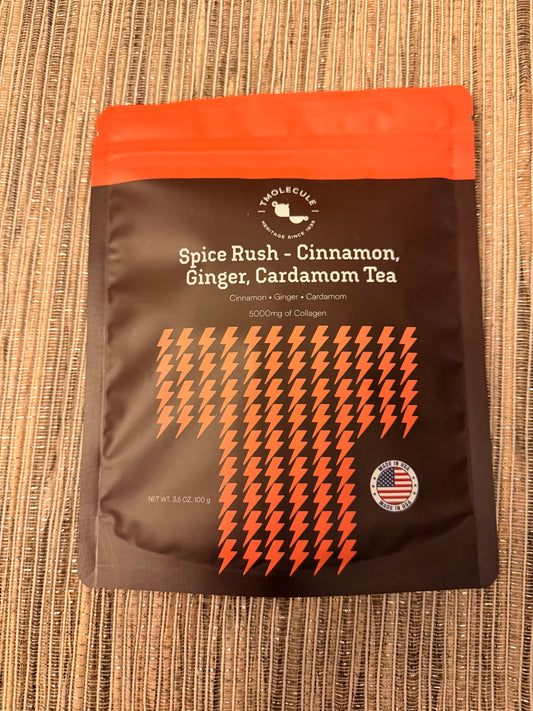 TMOLECULE
HERITAGE SINCE 1935
Spice Rush - Cinnamon,
Ginger, Cardamom Tea
Cinnamon • Ginger • Cardamom
5000mg of Collagen
MADE IN USA
NET WT, 3,5 OZ, 100 g
MADE IN USA